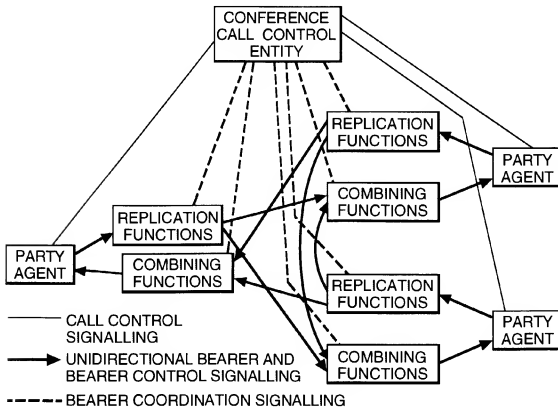 CONFERENCE
CALL CONTROL
ENTITY
REPLICATION
FUNCTIONS
PARTY
AGENT
COMBINING
FUNCTIONS
REPLICATION
FUNCTIONS
PARTY
AGENT
COMBINING
FUNCTIONS
REPLICATION
FUNCTIONS
PARTY
AGENT
COMBINING
FUNCTIONS
CALL CONTROL
SIGNALLING
UNIDIRECTIONAL BEARER AND
BEARER CONTROL SIGNALLING
BEARER COORDINATION SIGNALLING